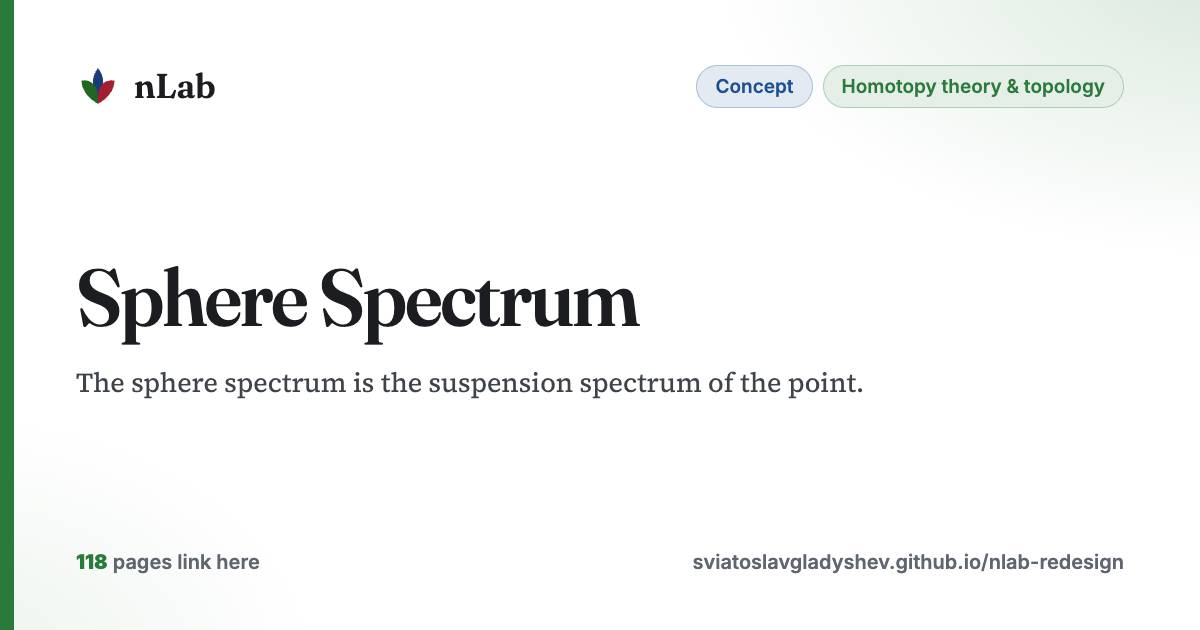 nLab
Concept
Homotopy theory & topology
Sphere Spectrum
The sphere spectrum is the suspension spectrum of the point.
118 pages link here
sviatoslavgladyshev.github.io/nlab-redesign